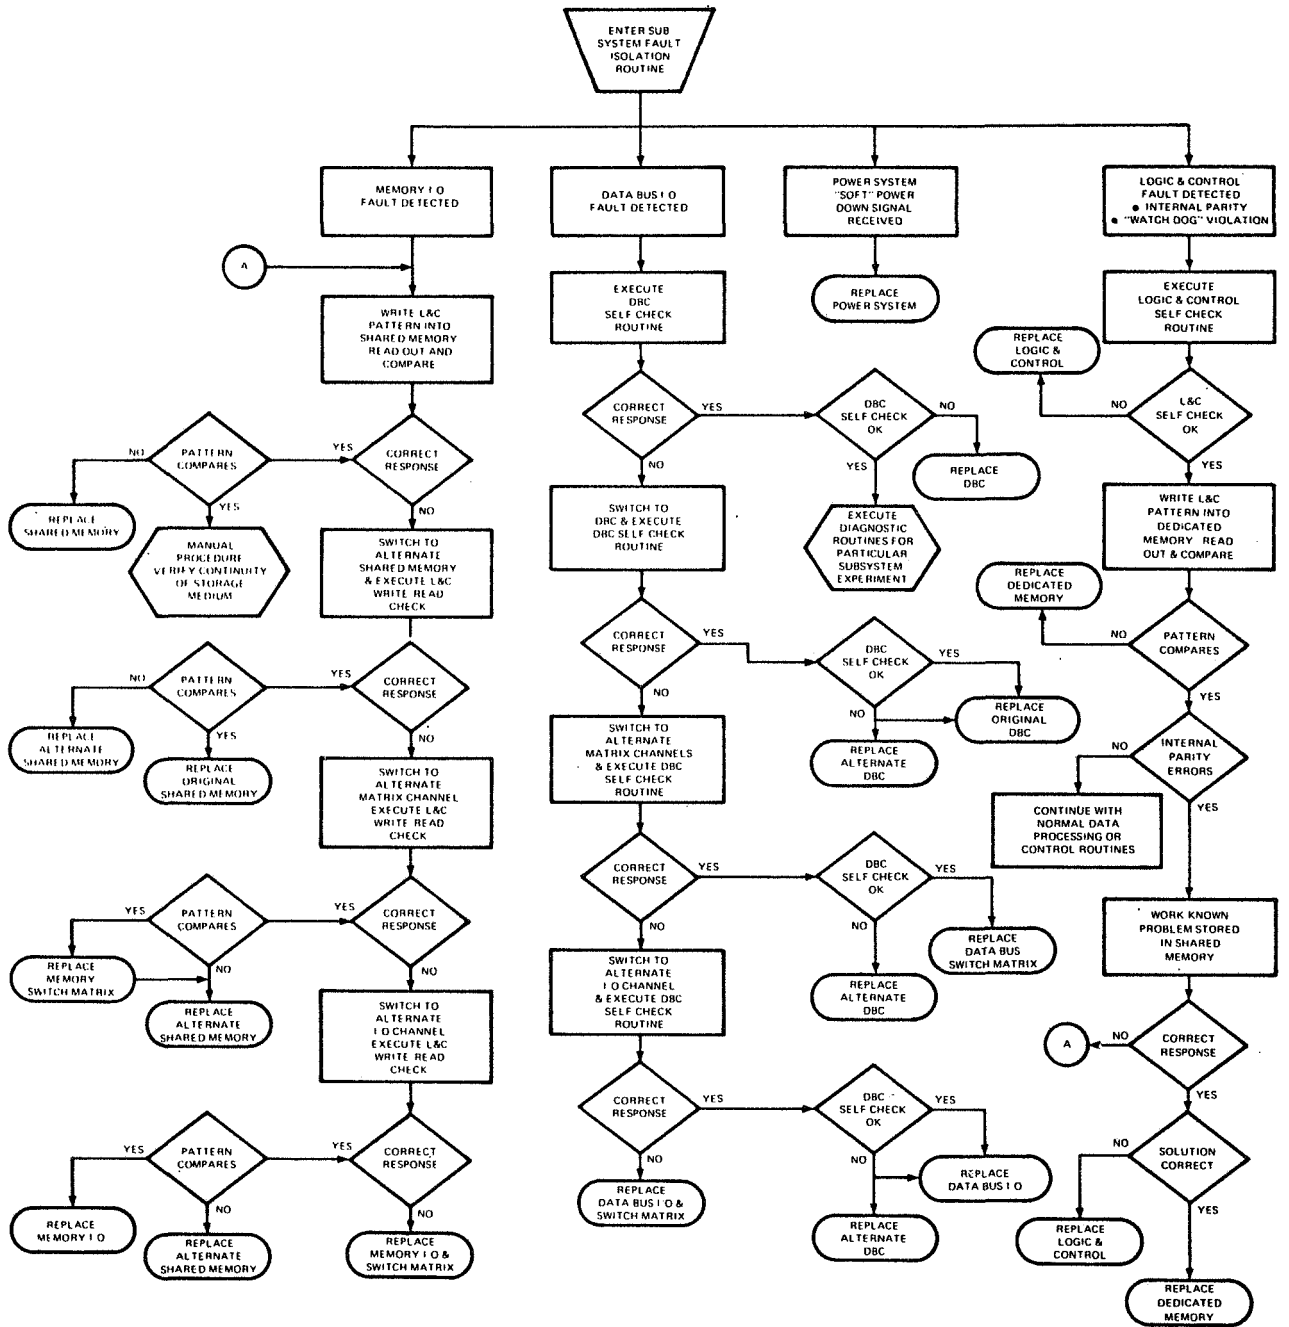 ENTER SUB
SYSTEM FAULT
ISOLATION
ROUTINE
MEMORY I O
FAULT DETECTED
A
WRITE L&C
PATTERN INTO
SHARED MEMORY
READ OUT AND
COMPARE
CORRECT
RESPONSE
YES
NO
PATTERN
COMPARES
NO
YES
REPLACE
SHARED MEMORY
MANUAL
PROCEDURE
VERIFY CONTINUITY
OF STORAGE
MEDIUM
SWITCH TO
ALTERNATE
SHARED MEMORY
& EXECUTE L&C
WRITE READ
CHECK
CORRECT
RESPONSE
YES
NO
PATTERN
COMPARES
NO
YES
REPLACE
ALTERNATE
SHARED MEMORY
REPLACE
ORIGINAL
SHARED MEMORY
SWITCH TO
ALTERNATE
MATRIX CHANNEL
EXECUTE L&C
WRITE READ
CHECK
CORRECT
RESPONSE
YES
NO
PATTERN
COMPARES
YES
NO
REPLACE
MEMORY
SWITCH MATRIX
REPLACE
ALTERNATE
SHARED MEMORY
SWITCH TO
ALTERNATE
I O CHANNEL
EXECUTE L&C
WRITE READ
CHECK
CORRECT
RESPONSE
YES
NO
PATTERN
COMPARES
YES
NO
REPLACE
MEMORY I O
REPLACE
ALTERNATE
SHARED MEMORY
REPLACE
MEMORY I O &
SWITCH MATRIX
DATA BUS I O
FAULT DETECTED
EXECUTE
DBC
SELF CHECK
ROUTINE
CORRECT
RESPONSE
YES
NO
DBC
SELF CHECK
OK
NO
YES
REPLACE
DBC
EXECUTE
DIAGNOSTIC
ROUTINES FOR
PARTICULAR
SUBSYSTEM
EXPERIMENT
SWITCH TO
DBC & EXECUTE
DBC SELF CHECK
ROUTINE
CORRECT
RESPONSE
YES
NO
DBC
SELF CHECK
OK
YES
NO
REPLACE
ORIGINAL
DBC
REPLACE
ALTERNATE
DBC
SWITCH TO
ALTERNATE
MATRIX CHANNELS
& EXECUTE DBC
SELF CHECK
ROUTINE
CORRECT
RESPONSE
YES
NO
DBC
SELF CHECK
OK
YES
NO
REPLACE
DATA BUS
SWITCH MATRIX
REPLACE
ALTERNATE
DBC
SWITCH TO
ALTERNATE
I O CHANNEL
& EXECUTE DBC
SELF CHECK
ROUTINE
CORRECT
RESPONSE
YES
NO
DBC
SELF CHECK
OK
YES
NO
REPLACE
DATA BUS I O
REPLACE
ALTERNATE
DBC
REPLACE
DATA BUS I O &
SWITCH MATRIX
POWER SYSTEM
"SOFT" POWER
DOWN SIGNAL
RECEIVED
REPLACE
POWER SYSTEM
LOGIC & CONTROL
FAULT DETECTED
● INTERNAL PARITY
● "WATCH DOG" VIOLATION
EXECUTE
LOGIC & CONTROL
SELF CHECK
ROUTINE
L&C
SELF CHECK
OK
NO
YES
REPLACE
LOGIC &
CONTROL
WRITE L&C
PATTERN INTO
DEDICATED
MEMORY READ
OUT & COMPARE
PATTERN
COMPARES
NO
YES
REPLACE
DEDICATED
MEMORY
INTERNAL
PARITY
ERRORS
NO
YES
CONTINUE WITH
NORMAL DATA
PROCESSING OR
CONTROL ROUTINES
WORK KNOWN
PROBLEM STORED
IN SHARED
MEMORY
CORRECT
RESPONSE
NO
A
YES
SOLUTION
CORRECT
NO
YES
REPLACE
LOGIC &
CONTROL
REPLACE
DEDICATED
MEMORY